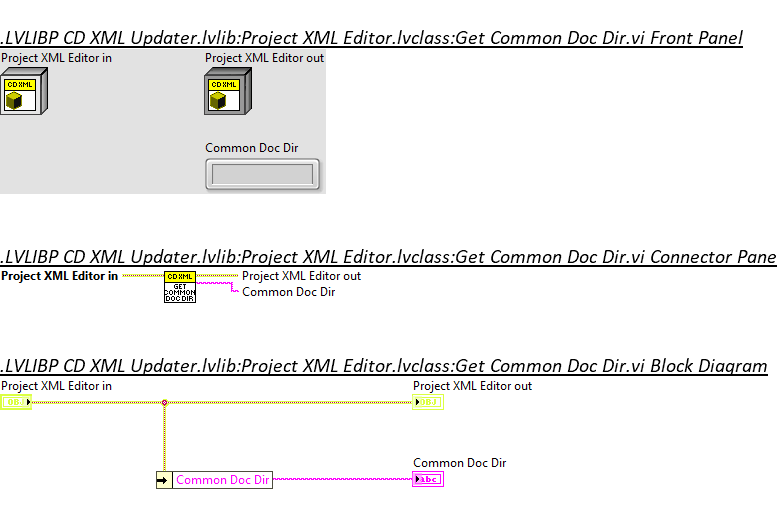 .LVLIBP CD XML Updater.lvlib:Project XML Editor.lvclass:Get Common Doc Dir.vi Front Panel
Project XML Editor in Project XML Editor out
CD XML CD XML
Common Doc Dir
.LVLIBP CD XML Updater.lvlib:Project XML Editor.lvclass:Get Common Doc Dir.vi Connector Pane
Project XML Editor in CD XML Project XML Editor out
GET
COMMON
DOC DIR
Common Doc Dir
.LVLIBP CD XML Updater.lvlib:Project XML Editor.lvclass:Get Common Doc Dir.vi Block Diagram
Project XML Editor in Project XML Editor out
Common Doc Dir
Common Doc Dir abc